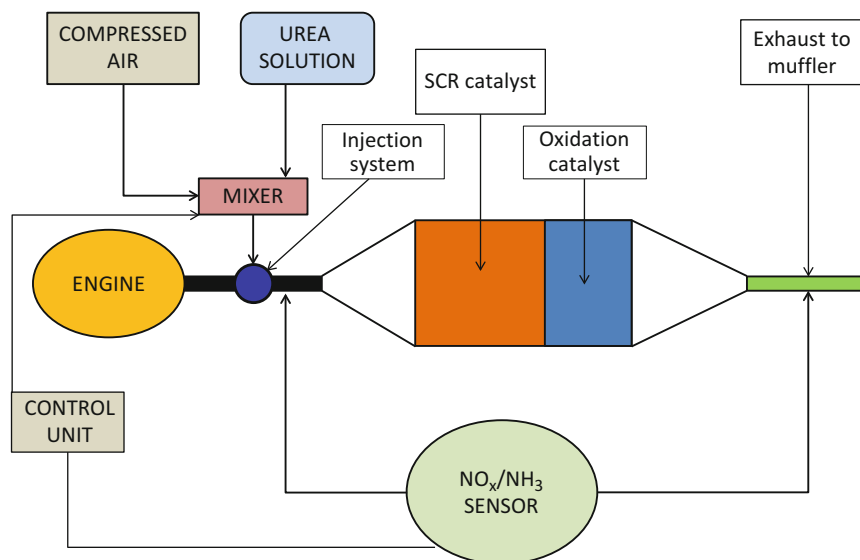 COMPRESSED
AIR
UREA
SOLUTION
SCR catalyst
Exhaust to
muffler
Injection
system
Oxidation
catalyst
MIXER
ENGINE
CONTROL
UNIT
NOx/NH3
SENSOR